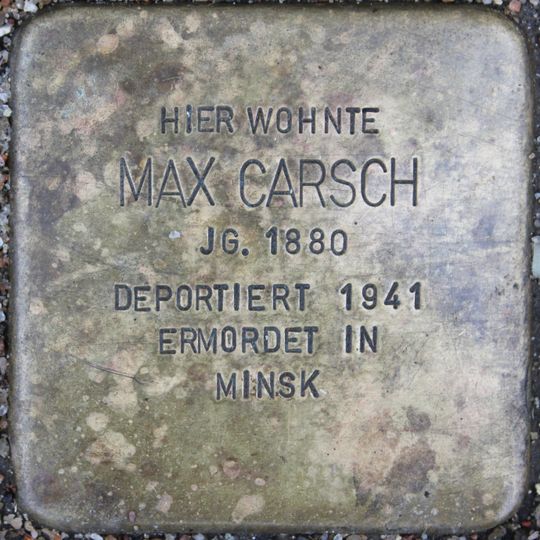 HIER WOHNTE
MAX CARSCH
JG. 1880
DEPORTIERT 1941
ERMORDET IN
MINSK